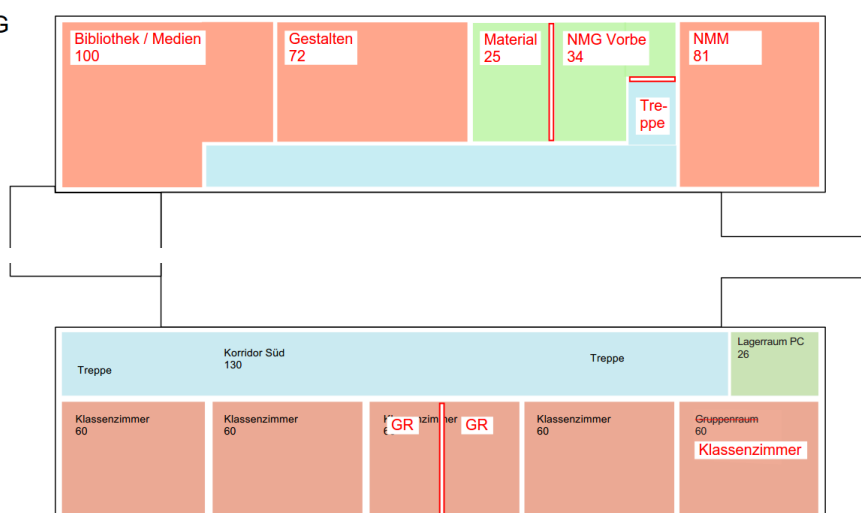 G
Bibliothek / Medien
100
Gestalten
72
Material
25
NMG Vorbe
34
NMM
81
Tre-
ppe
Treppe
Korridor Süd
130
Treppe
Lagerraum PC
26
Klassenzimmer
60
Klassenzimmer
60
GR
GR
Klassenzimmer
60
Gruppenraum
60
Klassenzimmer